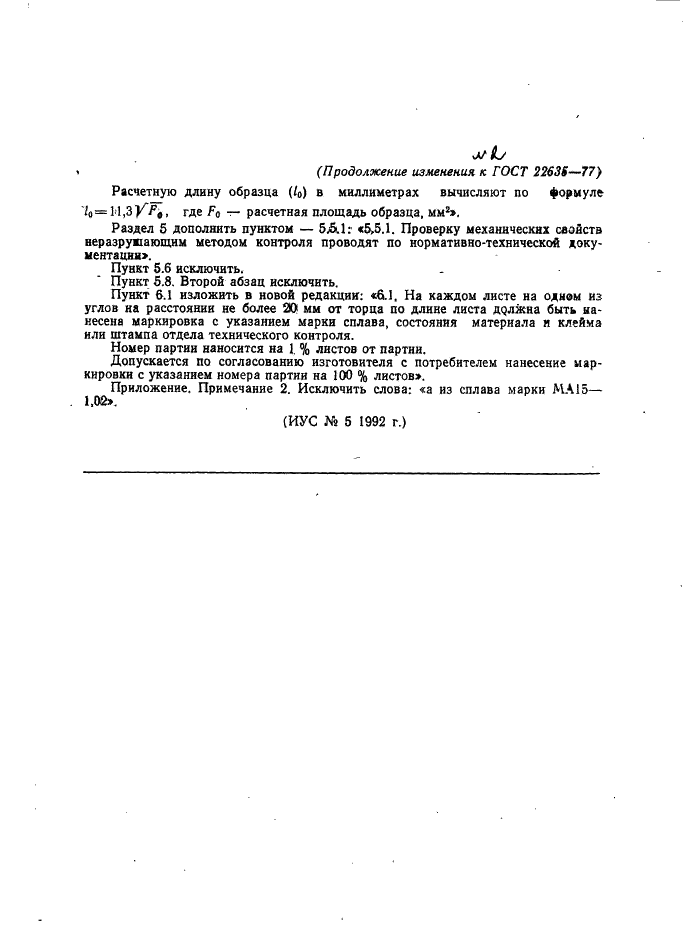 № 2
(Продолжение изменения к ГОСТ 22635—77)
Расчетную длину образца (l₀) в миллиметрах вычисляют по формуле
l₀=11,3√F₀, где F₀ — расчетная площадь образца, мм²».
Раздел 5 дополнить пунктом — 5.5.1: «5.5.1. Проверку механических свойств
неразрушающим методом контроля проводят по нормативно-технической доку-
ментации».
Пункт 5.6 исключить.
Пункт 5.8. Второй абзац исключить.
Пункт 6.1 изложить в новой редакции: «6.1. На каждом листе на одном из
углов на расстоянии не более 20 мм от торца по длине листа должна быть на-
несена маркировка с указанием марки сплава, состояния материала и клейма
или штампа отдела технического контроля.
Номер партии наносится на 1 % листов от партии.
Допускается по согласованию изготовителя с потребителем нанесение мар-
кировки с указанием номера партии на 100 % листов».
Приложение. Примечание 2. Исключить слова: «а из сплава марки МА15—
1,02».
(ИУС № 5 1992 г.)